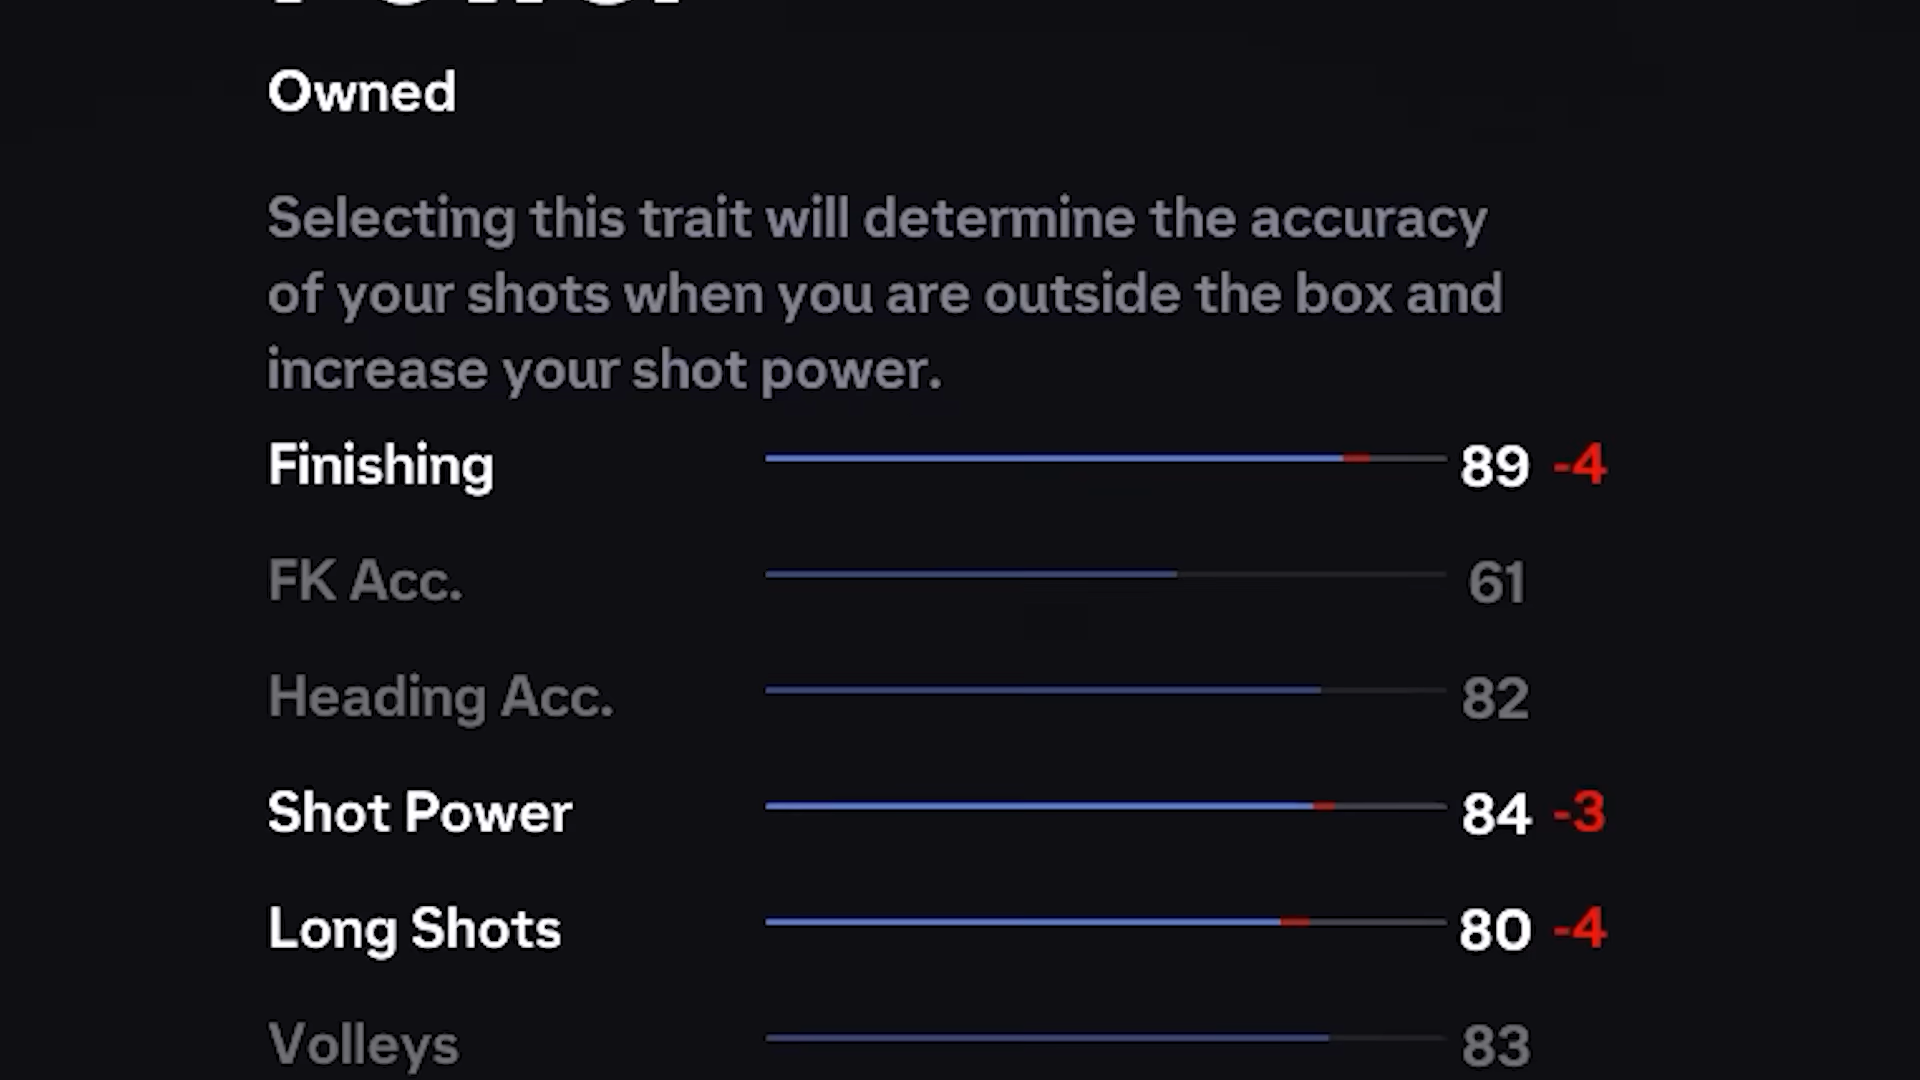 Owned
Selecting this trait will determine the accuracy
of your shots when you are outside the box and
increase your shot power.
Finishing 89 -4
FK Acc. 61
Heading Acc. 82
Shot Power 84 -3
Long Shots 80 -4
Volleys 83